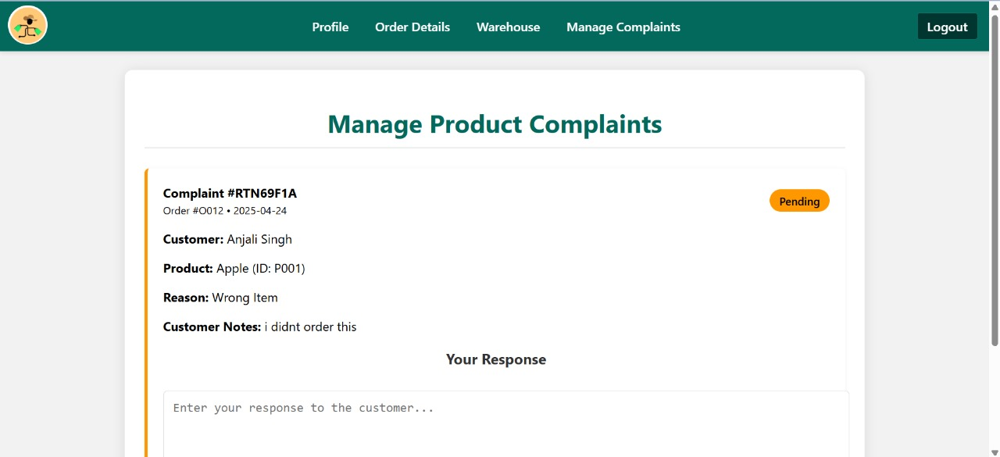 Profile Order Details Warehouse Manage Complaints Logout
Manage Product Complaints
Complaint #RTN69F1A
Order #O012 • 2025-04-24
Pending
Customer: Anjali Singh
Product: Apple (ID: P001)
Reason: Wrong Item
Customer Notes: i didnt order this
Your Response
Enter your response to the customer...